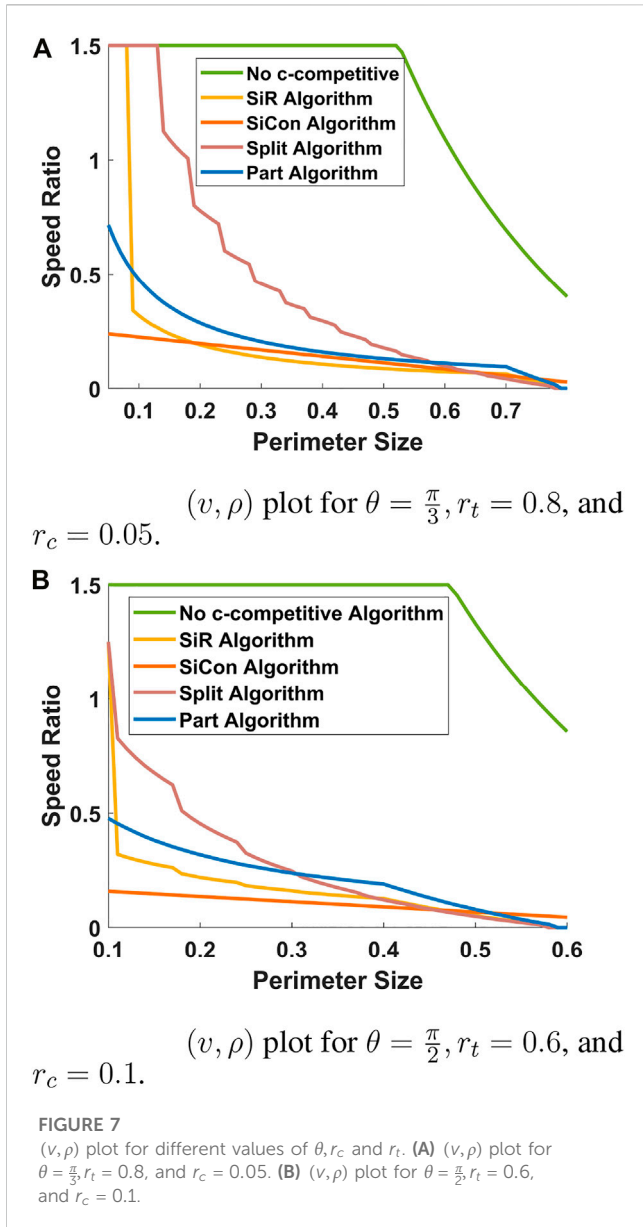 A
1.5
1
0.5
0
Speed Ratio
No c-competitive
SiR Algorithm
SiCon Algorithm
Split Algorithm
Part Algorithm
0.1 0.2 0.3 0.4 0.5 0.6 0.7
Perimeter Size
(v, ρ) plot for θ = π/3, r_t = 0.8, and
r_c = 0.05.
B
1.5
1
0.5
0
Speed Ratio
No c-competitive Algorithm
SiR Algorithm
SiCon Algorithm
Split Algorithm
Part Algorithm
0.1 0.2 0.3 0.4 0.5 0.6
Perimeter Size
(v, ρ) plot for θ = π/2, r_t = 0.6, and
r_c = 0.1.
FIGURE 7
(v, ρ) plot for different values of θ, r_c and r_t. (A) (v, ρ) plot for
θ = π/3, r_t = 0.8, and r_c = 0.05. (B) (v, ρ) plot for θ = π/2, r_t = 0.6,
and r_c = 0.1.